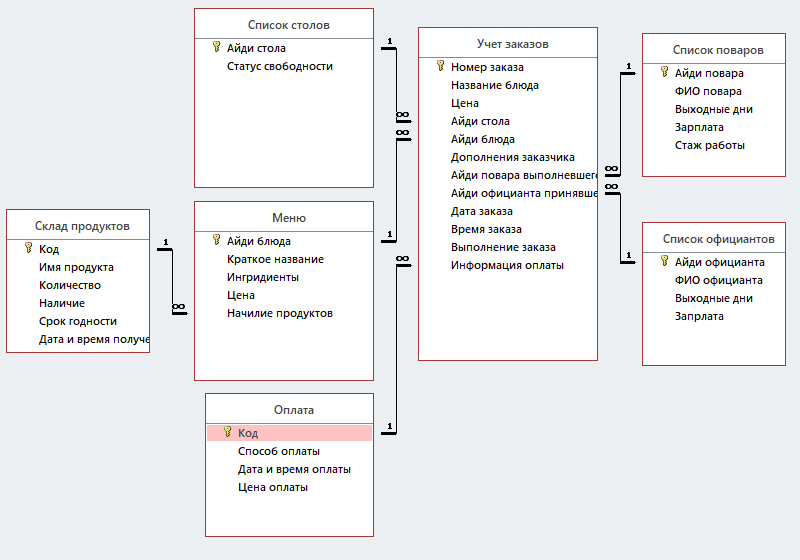 Список столов
Айди стола
Статус свободности
1
∞
Учет заказов
Номер заказа
Название блюда
Цена
Айди стола
Айди блюда
Дополнения заказчика
Айди повара выполневшего
Айди официанта принявше
Дата заказа
Время заказа
Выполнение заказа
Информация оплаты
1
∞
Список поваров
Айди повара
ФИО повара
Выходные дни
Зарплата
Стаж работы
Склад продуктов
Код
Имя продукта
Количество
Наличие
Срок годности
Дата и время получе
1
∞
Меню
Айди блюда
Краткое название
Ингридиенты
Цена
Начилие продуктов
1
∞
∞
1
Список официантов
Айди официанта
ФИО официанта
Выходные дни
Запрлата
Оплата
Код
Способ оплаты
Дата и время оплаты
Цена оплаты
1
∞